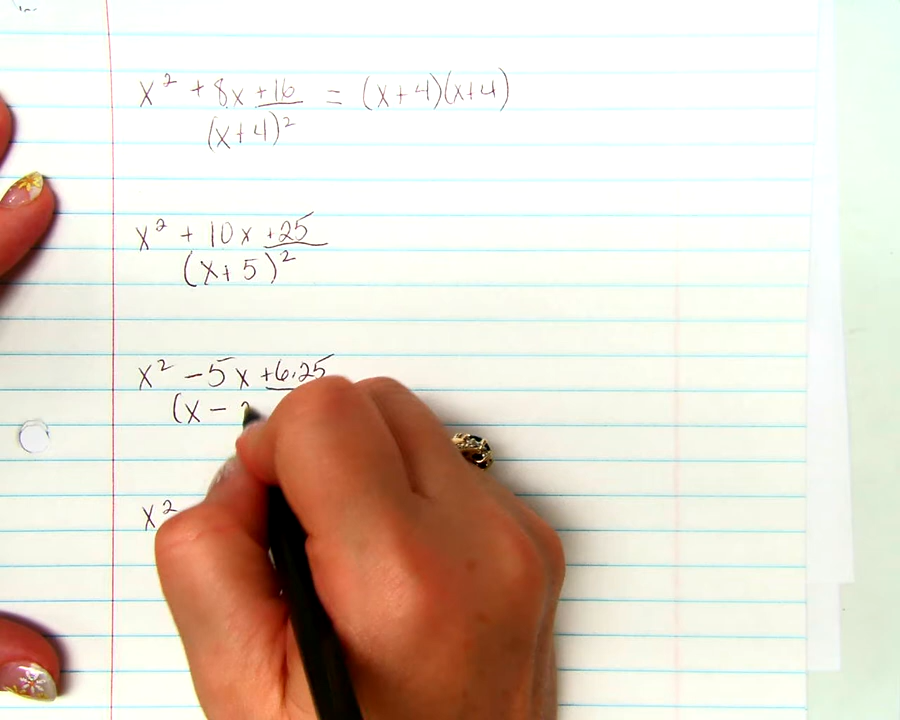 x² + 8x +16 = (x+4)(x+4)
(x+4)²
x² + 10x +25
(x+5)²
x² - 5x +6.25
(x -
x²